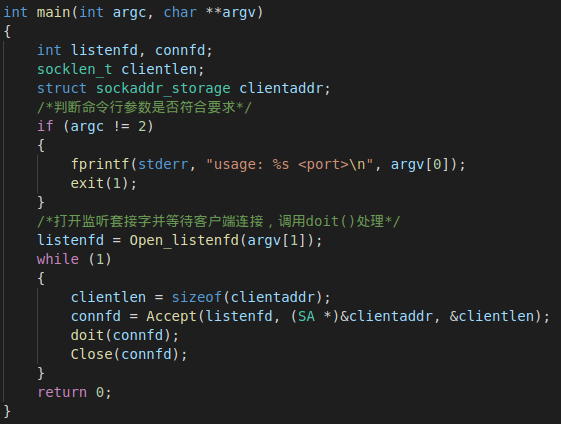 int main(int argc, char **argv)
{
    int listenfd, connfd;
    socklen_t clientlen;
    struct sockaddr_storage clientaddr;
    /*判断命令行参数是否符合要求*/
    if (argc != 2)
    {
        fprintf(stderr, "usage: %s <port>\n", argv[0]);
        exit(1);
    }
    /*打开监听套接字并等待客户端连接，调用doit()处理*/
    listenfd = Open_listenfd(argv[1]);
    while (1)
    {
        clientlen = sizeof(clientaddr);
        connfd = Accept(listenfd, (SA *)&clientaddr, &clientlen);
        doit(connfd);
        Close(connfd);
    }
    return 0;
}